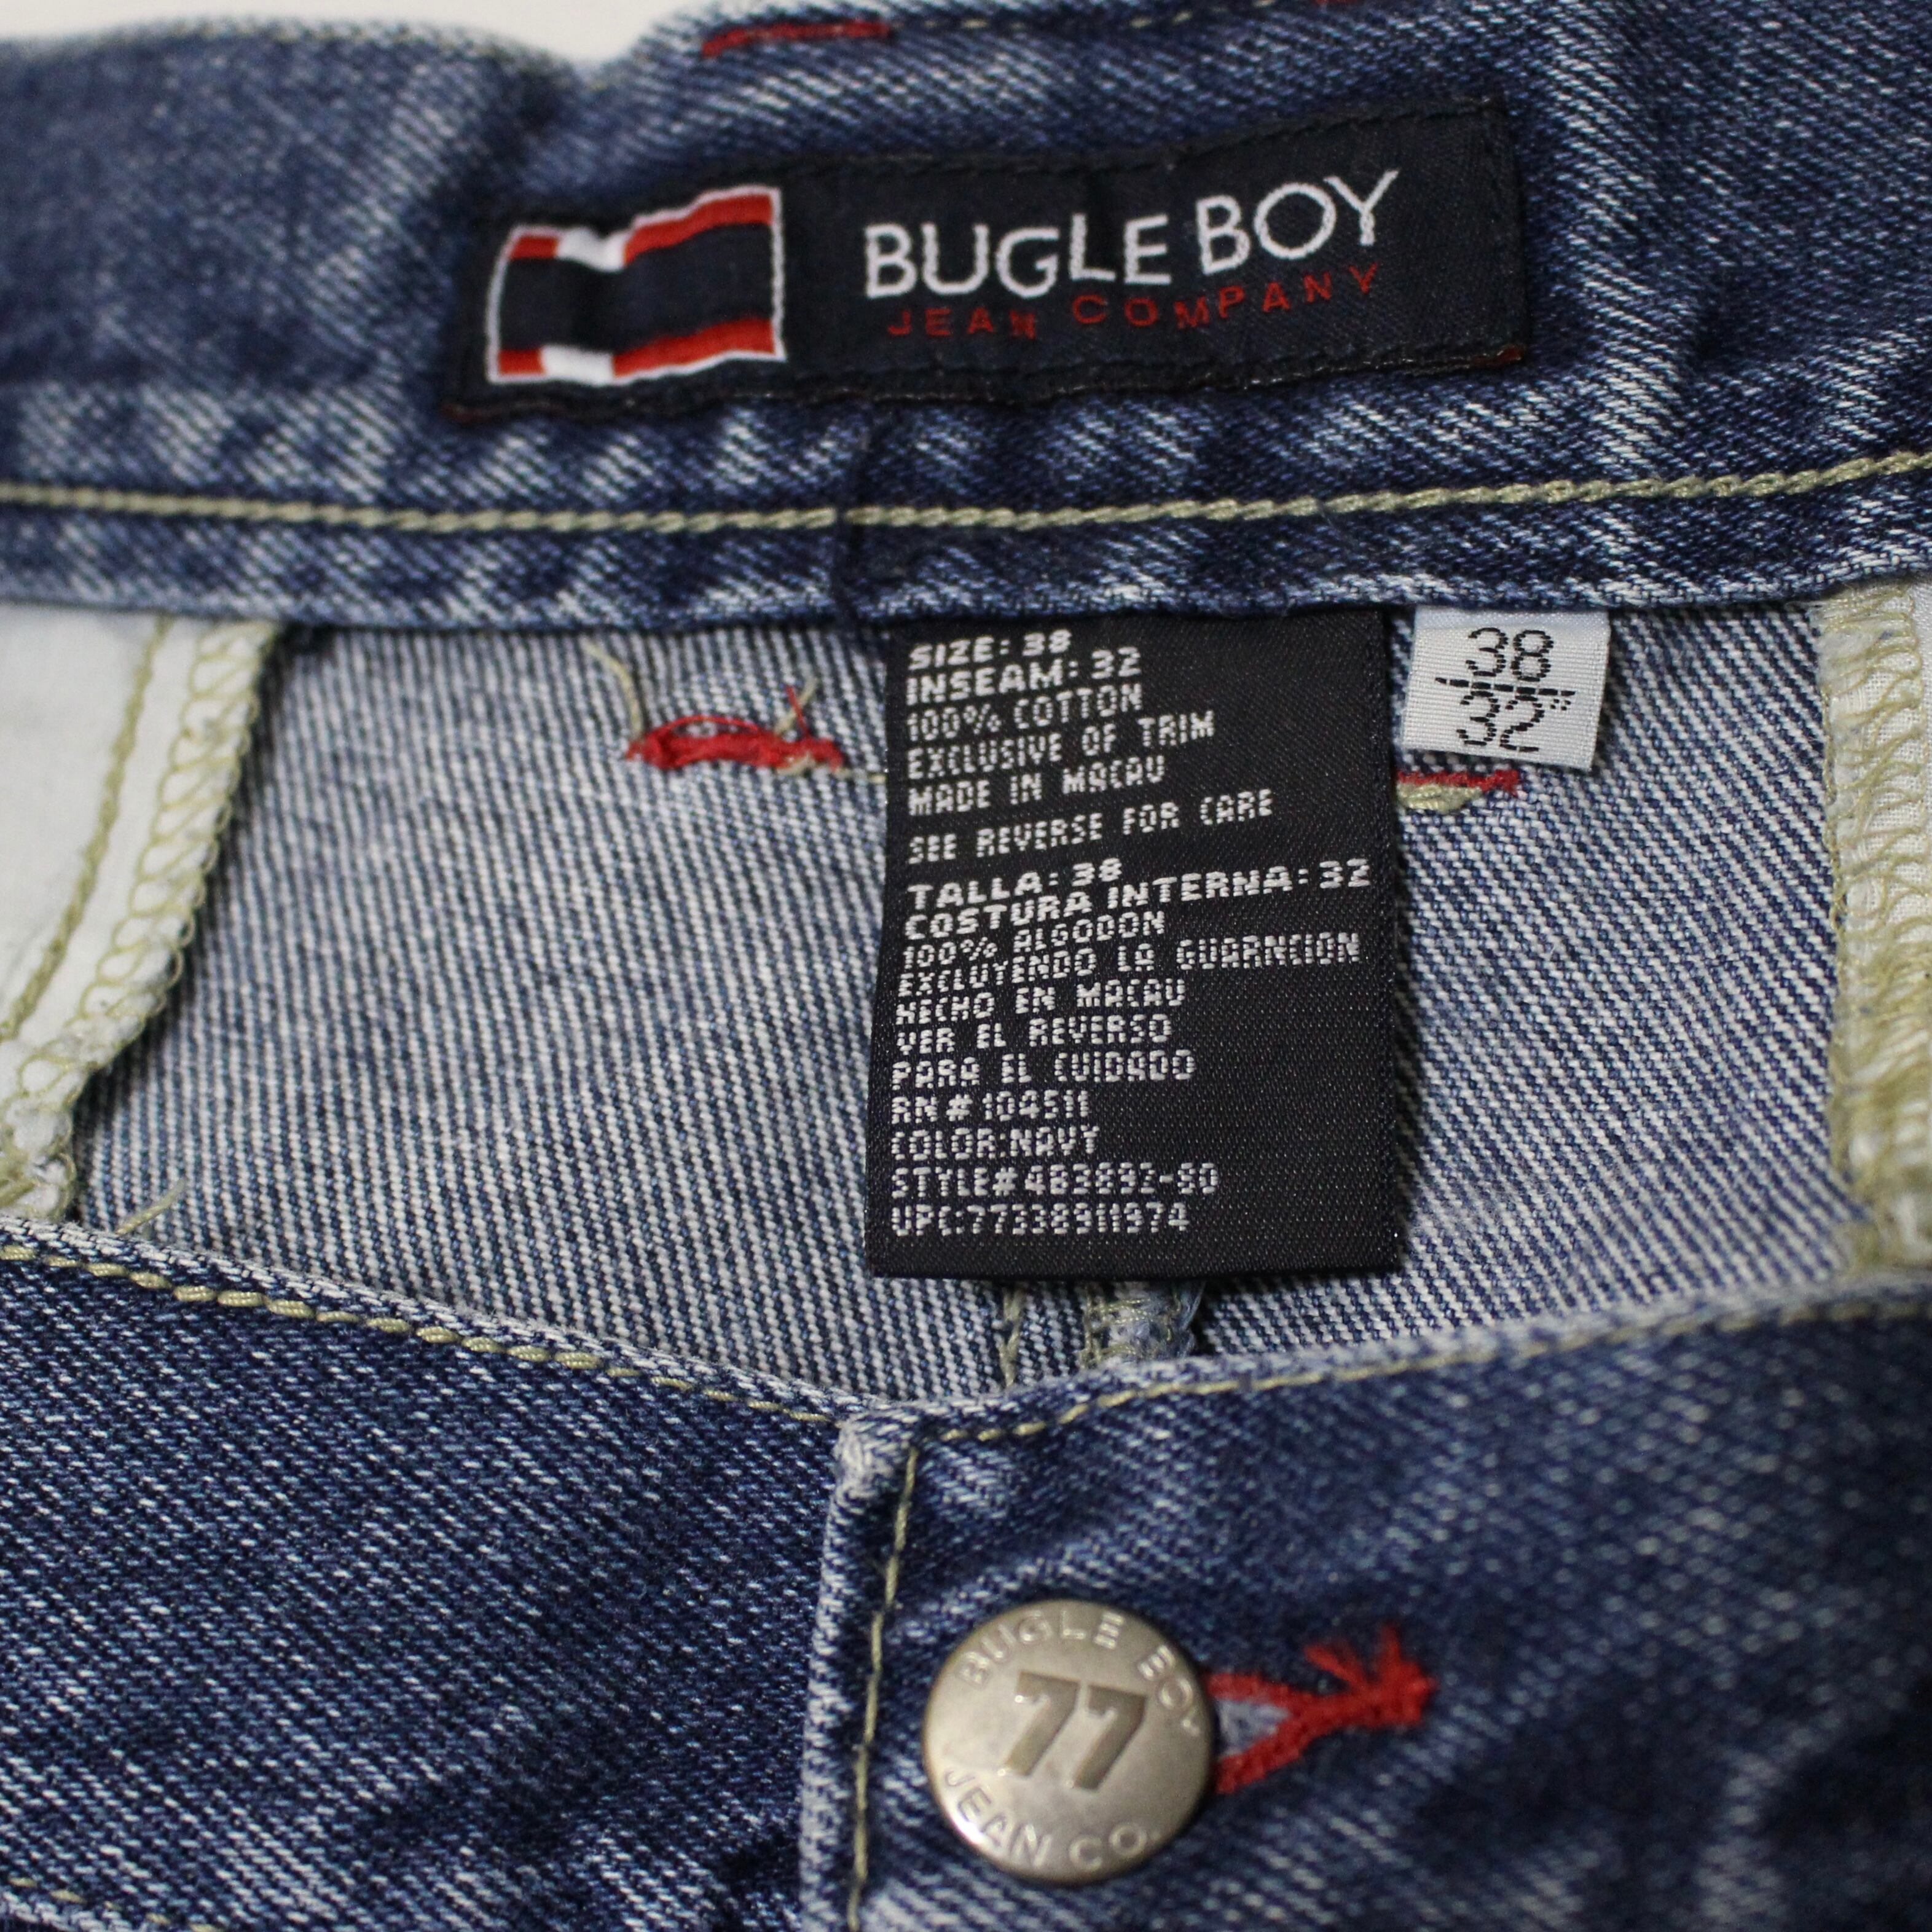 BUGLE BOY
JEAN COMPANY
SIZE: 38
INSEAM: 32
100% COTTON
EXCLUSIVE OF TRIM
MADE IN MACAU
SEE REVERSE FOR CARE
TALLA: 38
COSTURA INTERNA: 32
100% ALGODON
EXCLUYENDO LA GUARNCION
HECHO EN MACAU
VER EL REVERSO
PARA EL CUIDADO
RN# 104511
COLOR:NAVY
STYLE#483892-90
UPC:77338911974
38
32"
BUGLE BOY
77
JEAN CO.